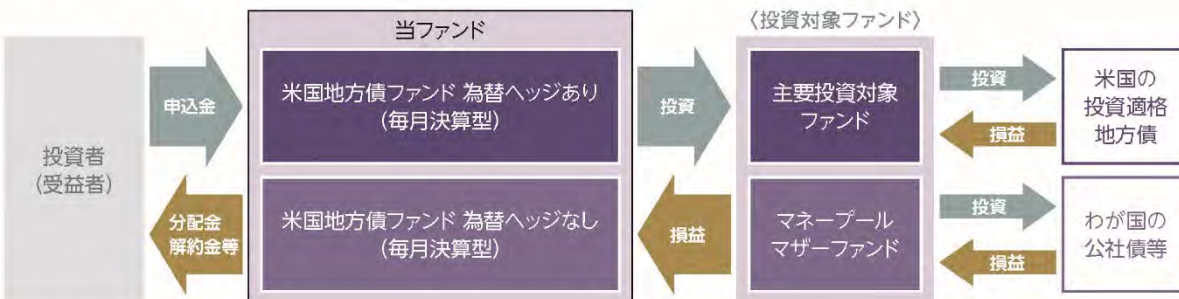 当ファンド
〈投資対象ファンド〉
投資者
(受益者)
申込金
分配金
解約金等
米国地方債ファンド 為替ヘッジあり
(毎月決算型)
米国地方債ファンド 為替ヘッジなし
(毎月決算型)
投資
損益
主要投資対象
ファンド
マネープール
マザーファンド
投資
損益
投資
損益
米国の
投資適格
地方債
わが国の
公社債等